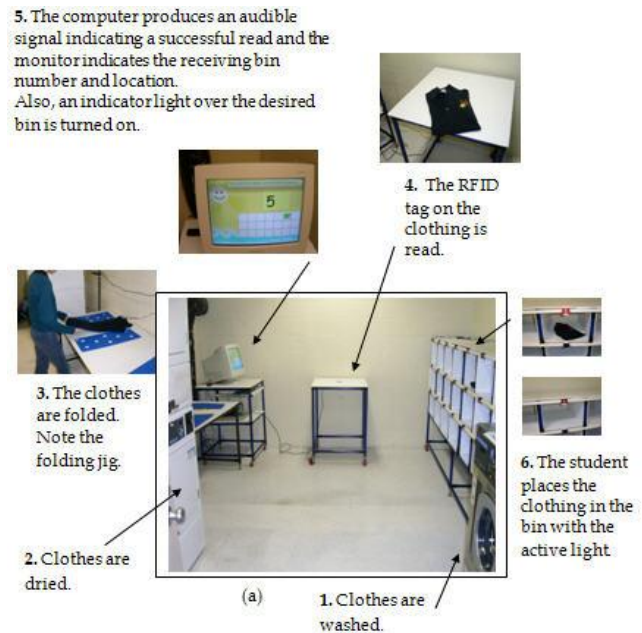 5. The computer produces an audible
signal indicating a successful read and the
monitor indicates the receiving bin
number and location.
Also, an indicator light over the desired
bin is turned on.
5
4. The RFID
tag on the
clothing is
read.
3. The clothes
are folded.
Note the
folding jig.
6. The student
places the
clothing in the
bin with the
active light.
2. Clothes are
dried.
(a)
1. Clothes are
washed.